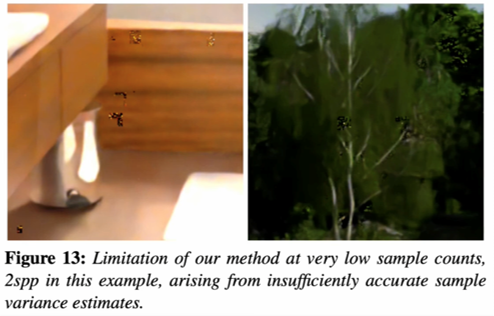 Figure 13: Limitation of our method at very low sample counts,
2spp in this example, arising from insufficiently accurate sample
variance estimates.